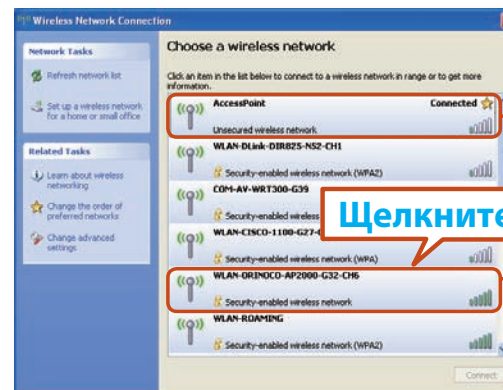 Wireless Network Connection
Network Tasks
Refresh network list
Set up a wireless network
for a home or small office
Related Tasks
Learn about wireless
networking
Change the order of
preferred networks
Change advanced
settings
Choose a wireless network
Click an item in the list below to connect to a wireless network in range or to get more
information.
AccessPoint Connected
Unsecured wireless network
WLAN-DLink-DIR825-N52-CH1
Security-enabled wireless network (WPA2)
COM-AV-WRT300-G39
Security-enabled wireless
Щелкните
WLAN-CISCO-1100-G27-
Security-enabled wireless network (WPA)
WLAN-ORINOCO-AP2000-G32-CH6
Security-enabled wireless network
WLAN-ROAMING
Security-enabled wireless network (WPA2)
Connect